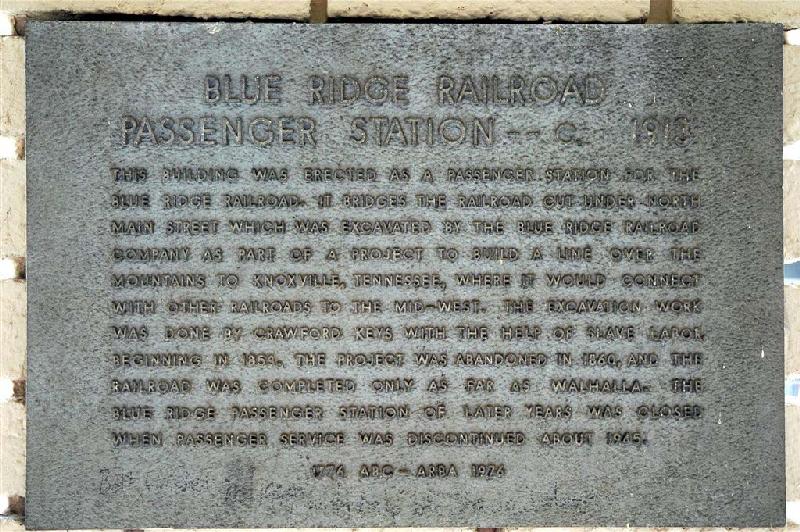 BLUE RIDGE RAILROAD
PASSENGER STATION -- C. 1913
THIS BUILDING WAS ERECTED AS A PASSENGER STATION FOR THE
BLUE RIDGE RAILROAD. IT BRIDGES THE RAILROAD CUT UNDER NORTH
MAIN STREET WHICH WAS EXCAVATED BY THE BLUE RIDGE RAILROAD
COMPANY AS PART OF A PROJECT TO BUILD A LINE OVER THE
MOUNTAINS TO KNOXVILLE, TENNESSEE, WHERE IT WOULD CONNECT
WITH OTHER RAILROADS TO THE MID-WEST. THE EXCAVATION WORK
WAS DONE BY CRAWFORD KEYS WITH THE HELP OF SLAVE LABOR,
BEGINNING IN 1853. THE PROJECT WAS ABANDONED IN 1860, AND THE
RAILROAD WAS COMPLETED ONLY AS FAR AS WALHALLA. THE
BLUE RIDGE PASSENGER STATION OF LATER YEARS WAS CLOSED
WHEN PASSENGER SERVICE WAS DISCONTINUED ABOUT 1945.
1776 ABC - ARBA 1976